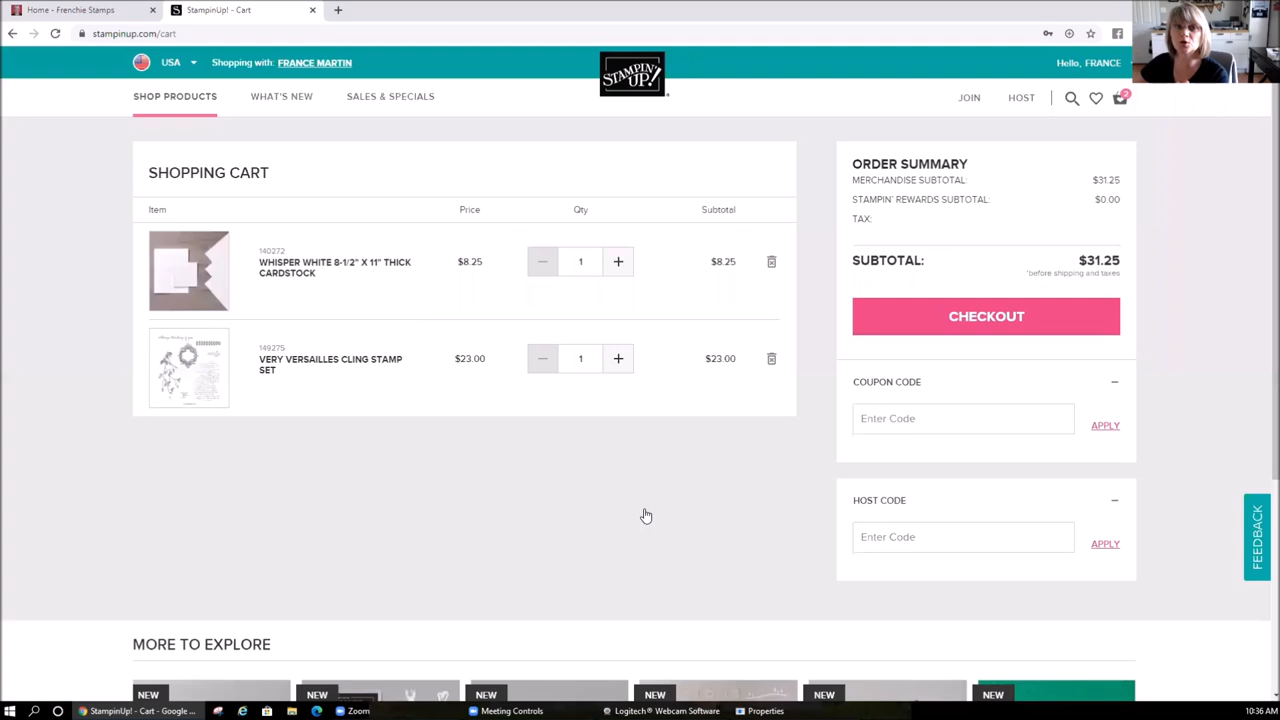 Home - Frenchie Stamps
StampinUp! - Cart
stampinup.com/cart
USA
Shopping with: FRANCE MARTIN
STAMPIN' UP!
Hello, FRANCE
SHOP PRODUCTS
WHAT'S NEW
SALES & SPECIALS
JOIN
HOST
2
SHOPPING CART
Item Price Qty Subtotal
140272
WHISPER WHITE 8-1/2" X 11" THICK
CARDSTOCK
$8.25 1 $8.25
149275
VERY VERSAILLES CLING STAMP
SET
$23.00 1 $23.00
ORDER SUMMARY
MERCHANDISE SUBTOTAL: $31.25
STAMPIN' REWARDS SUBTOTAL: $0.00
TAX:
SUBTOTAL: $31.25
*before shipping and taxes
CHECKOUT
COUPON CODE
Enter Code
APPLY
HOST CODE
Enter Code
APPLY
FEEDBACK
MORE TO EXPLORE
NEW NEW NEW NEW NEW NEW
StampinUp! - Cart - Google ...
Zoom
Meeting Controls
Logitech® Webcam Software
Properties
10:36 AM